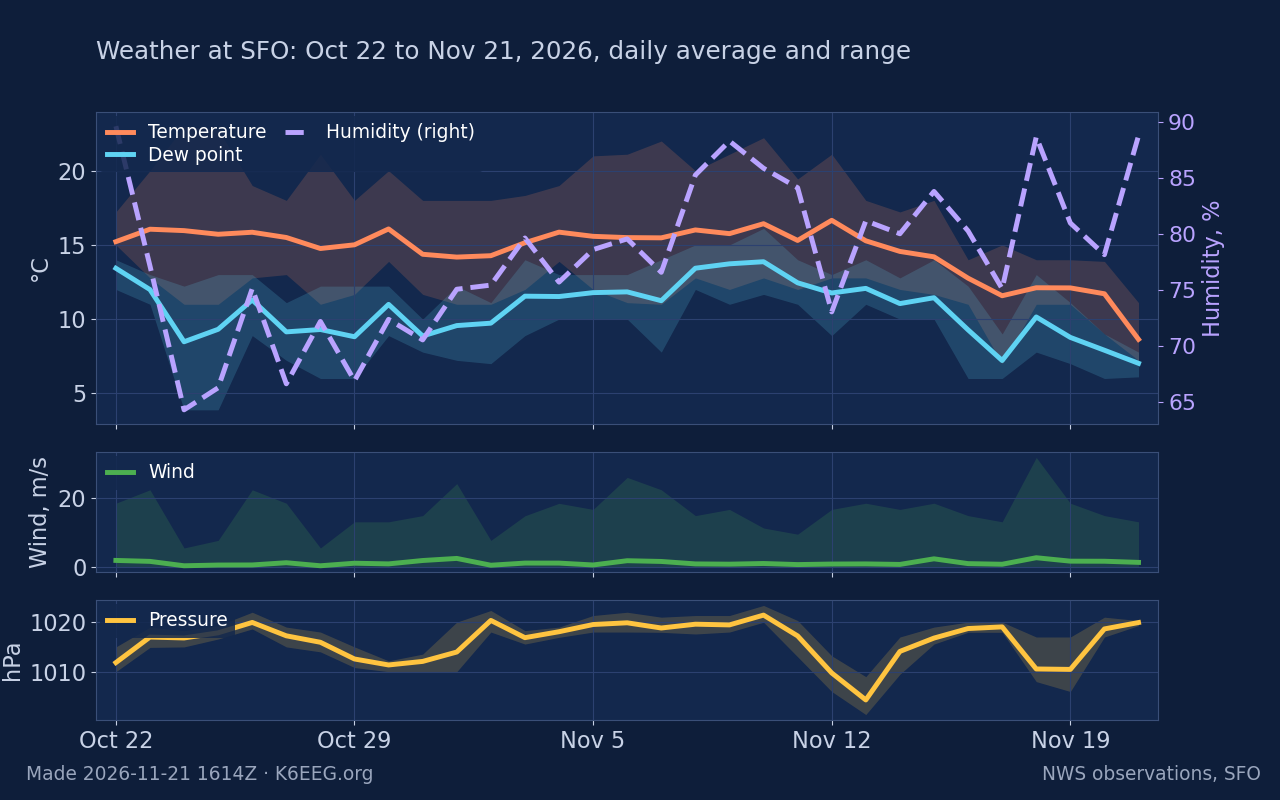 Weather at SFO: Oct 22 to Nov 21, 2026, daily average and range
Temperature
Dew point
Humidity (right)
°C
20
15
10
5
Humidity, %
90
85
80
75
70
65
Wind
Wind, m/s
20
0
Pressure
hPa
1020
1010
Oct 22
Oct 29
Nov 5
Nov 12
Nov 19
Made 2026-11-21 1614Z · K6EEG.org
NWS observations, SFO